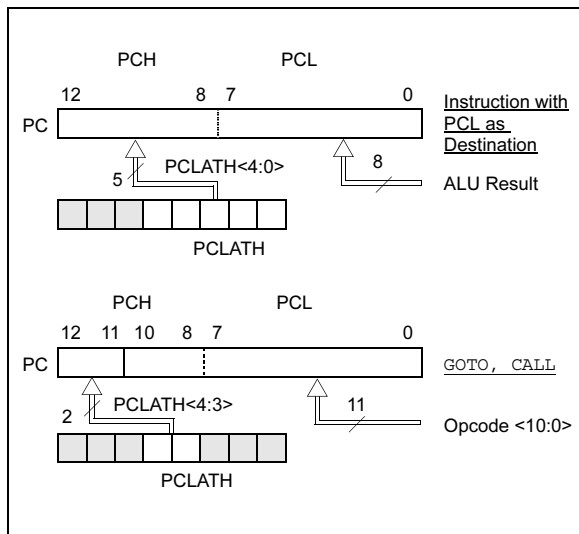 PCH PCL
12 8 7 0
PC
Instruction with
PCL as
Destination
5 PCLATH<4:0> 8
ALU Result
PCLATH
PCH PCL
12 11 10 8 7 0
PC
GOTO, CALL
2 PCLATH<4:3> 11
Opcode <10:0>
PCLATH